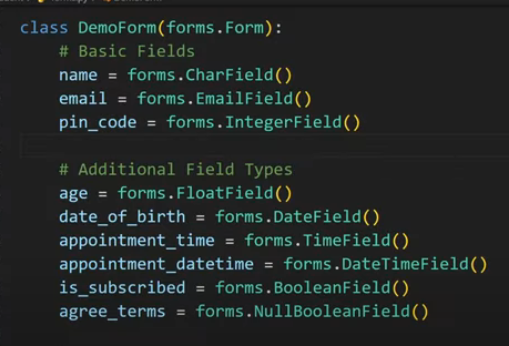 class DemoForm(forms.Form):
# Basic Fields
name = forms.CharField()
email = forms.EmailField()
pin_code = forms.IntegerField()
# Additional Field Types
age = forms.FloatField()
date_of_birth = forms.DateField()
appointment_time = forms.TimeField()
appointment_datetime = forms.DateTimeField()
is_subscribed = forms.BooleanField()
agree_terms = forms.NullBooleanField()